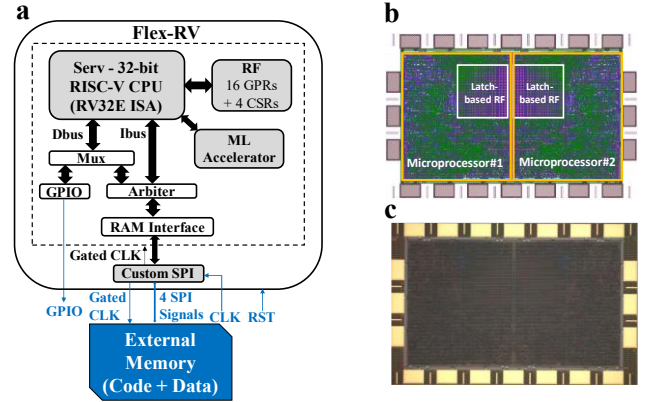 a
Flex-RV
Serv - 32-bit
RISC-V CPU
(RV32E ISA)
RF
16 GPRs
+ 4 CSRs
Dbus
Ibus
ML
Accelerator
Mux
GPIO
Arbiter
RAM Interface
Gated CLK
Custom SPI
GPIO
Gated
CLK
4 SPI
Signals
CLK
RST
External
Memory
(Code + Data)
b
Latch-
based RF
Latch-
based RF
Microprocessor#1
Microprocessor#2
c